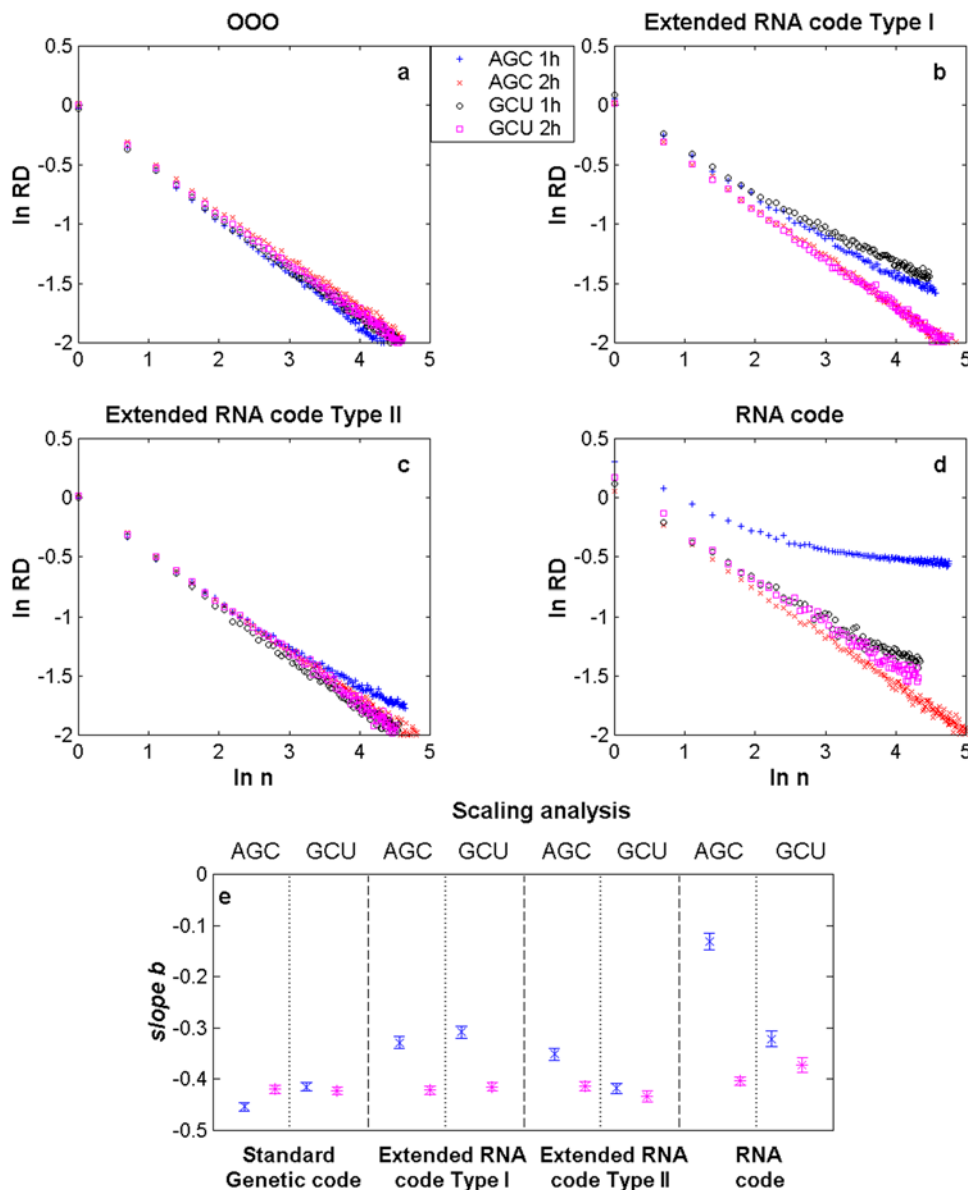 OOO
Extended RNA code Type I
0.5
0
-0.5
-1
-1.5
-2
ln RD
a
0
1
2
3
4
5
AGC 1h
AGC 2h
GCU 1h
GCU 2h
0.5
0
-0.5
-1
-1.5
-2
ln RD
b
0
1
2
3
4
5
Extended RNA code Type II
RNA code
0.5
0
-0.5
-1
-1.5
-2
ln RD
c
0
1
2
3
4
5
ln n
0.5
0
-0.5
-1
-1.5
-2
ln RD
d
0
1
2
3
4
5
ln n
Scaling analysis
AGC GCU AGC GCU AGC GCU AGC GCU
0
-0.1
-0.2
-0.3
-0.4
-0.5
slope b
e
Standard Genetic code
Extended RNA code Type I
Extended RNA code Type II
RNA code